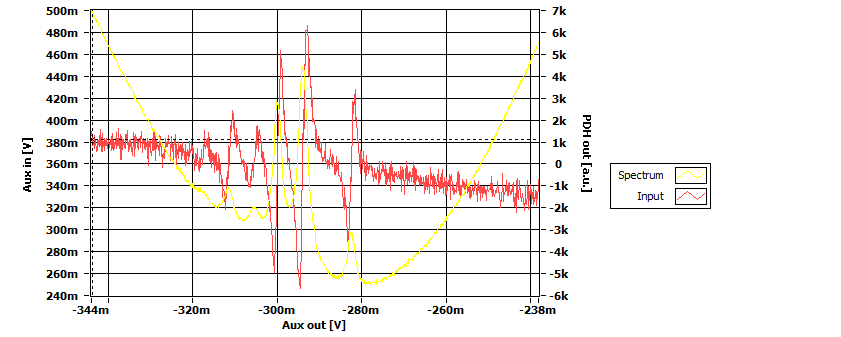 500m
480m
460m
440m
420m
400m
380m
360m
340m
320m
300m
280m
260m
240m
Aux in [V]
7k
6k
5k
4k
3k
2k
1k
0
-1k
-2k
-3k
-4k
-5k
-6k
PDH out [a.u.]
-344m -320m -300m -280m -260m -238m
Aux out [V]
Spectrum
Input